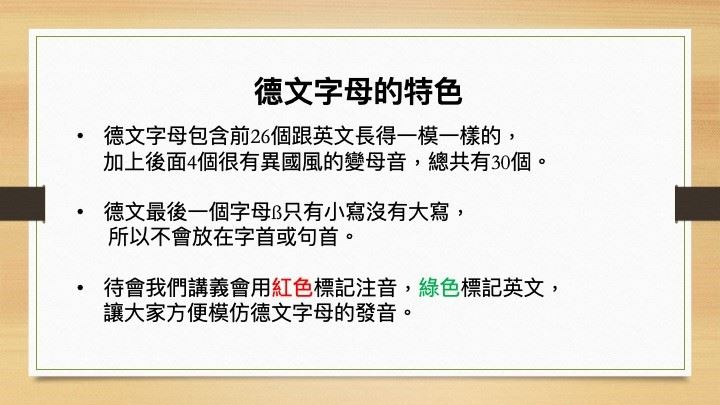 德文字母的特色
• 德文字母包含前26個跟英文長得一模一樣的，
加上後面4個很有異國風的變母音，總共有30個。
• 德文最後一個字母ß只有小寫沒有大寫，
所以不會放在字首或句首。
• 待會我們講義會用紅色標記注音，綠色標記英文，
讓大家方便模仿德文字母的發音。